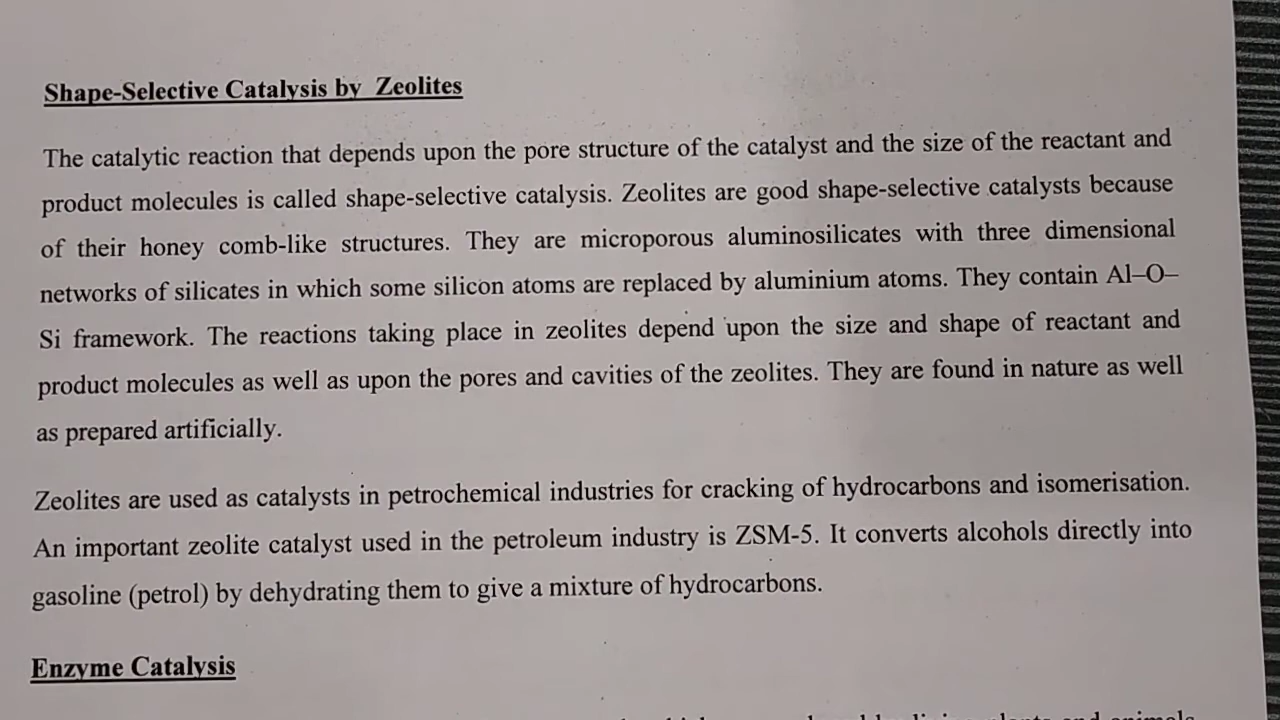 Shape-Selective Catalysis by Zeolites
The catalytic reaction that depends upon the pore structure of the catalyst and the size of the reactant and
product molecules is called shape-selective catalysis. Zeolites are good shape-selective catalysts because
of their honey comb-like structures. They are microporous aluminosilicates with three dimensional
networks of silicates in which some silicon atoms are replaced by aluminium atoms. They contain Al–O–
Si framework. The reactions taking place in zeolites depend upon the size and shape of reactant and
product molecules as well as upon the pores and cavities of the zeolites. They are found in nature as well
as prepared artificially.
Zeolites are used as catalysts in petrochemical industries for cracking of hydrocarbons and isomerisation.
An important zeolite catalyst used in the petroleum industry is ZSM-5. It converts alcohols directly into
gasoline (petrol) by dehydrating them to give a mixture of hydrocarbons.
Enzyme Catalysis